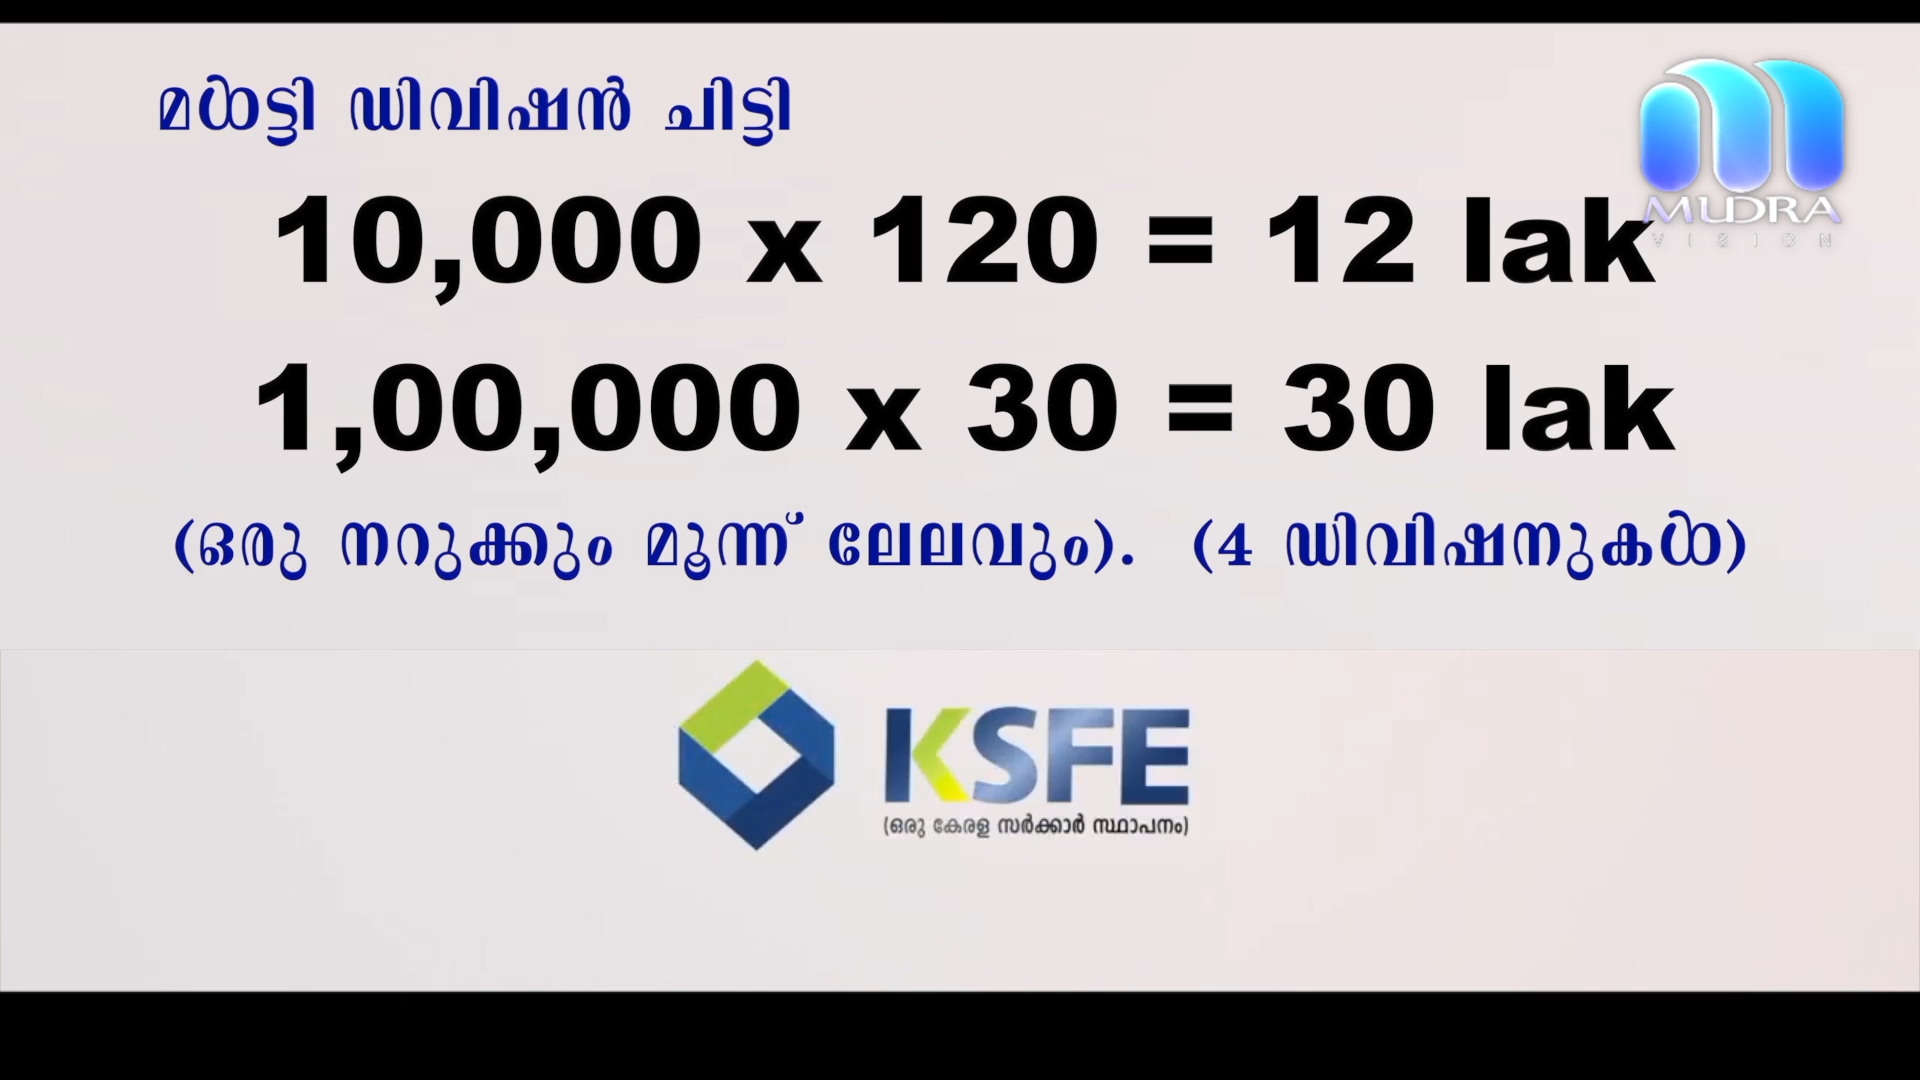 മൾട്ടി ഡിവിഷൻ ചിട്ടി
10,000 x 120 = 12 lak
1,00,000 x 30 = 30 lak
(ഒരു നറുക്കും മൂന്ന് ലേലവും). (4 ഡിവിഷനുകൾ)
KSFE
(ഒരു കേരള സർക്കാർ സ്ഥാപനം)
MUDRA
VISION